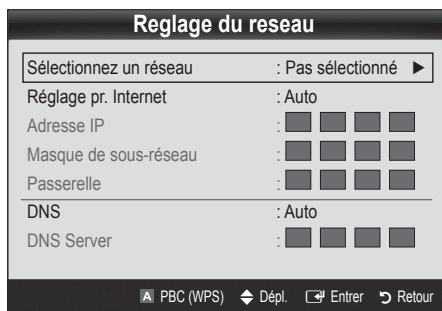 Reglage du reseau
Sélectionnez un réseau : Pas sélectionné ►
Réglage pr. Internet : Auto
Adresse IP :
Masque de sous-réseau :
Passerelle :
DNS : Auto
DNS Server :
A PBC (WPS) Dépl. Entrer Retour